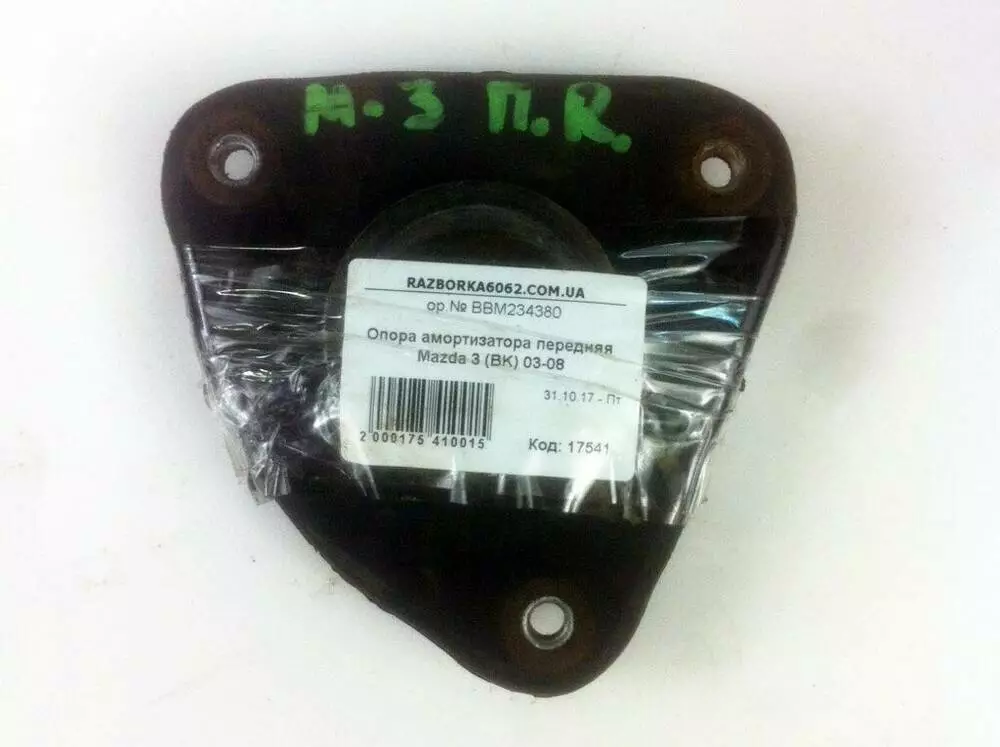 М-3 П.R.
RAZBORKA6062.COM.UA
ор.№ BBM234380
Опора амортизатора передняя
Mazda 3 (BK) 03-08
31.10.17 - Пт
2 000175 410015
Код: 17541